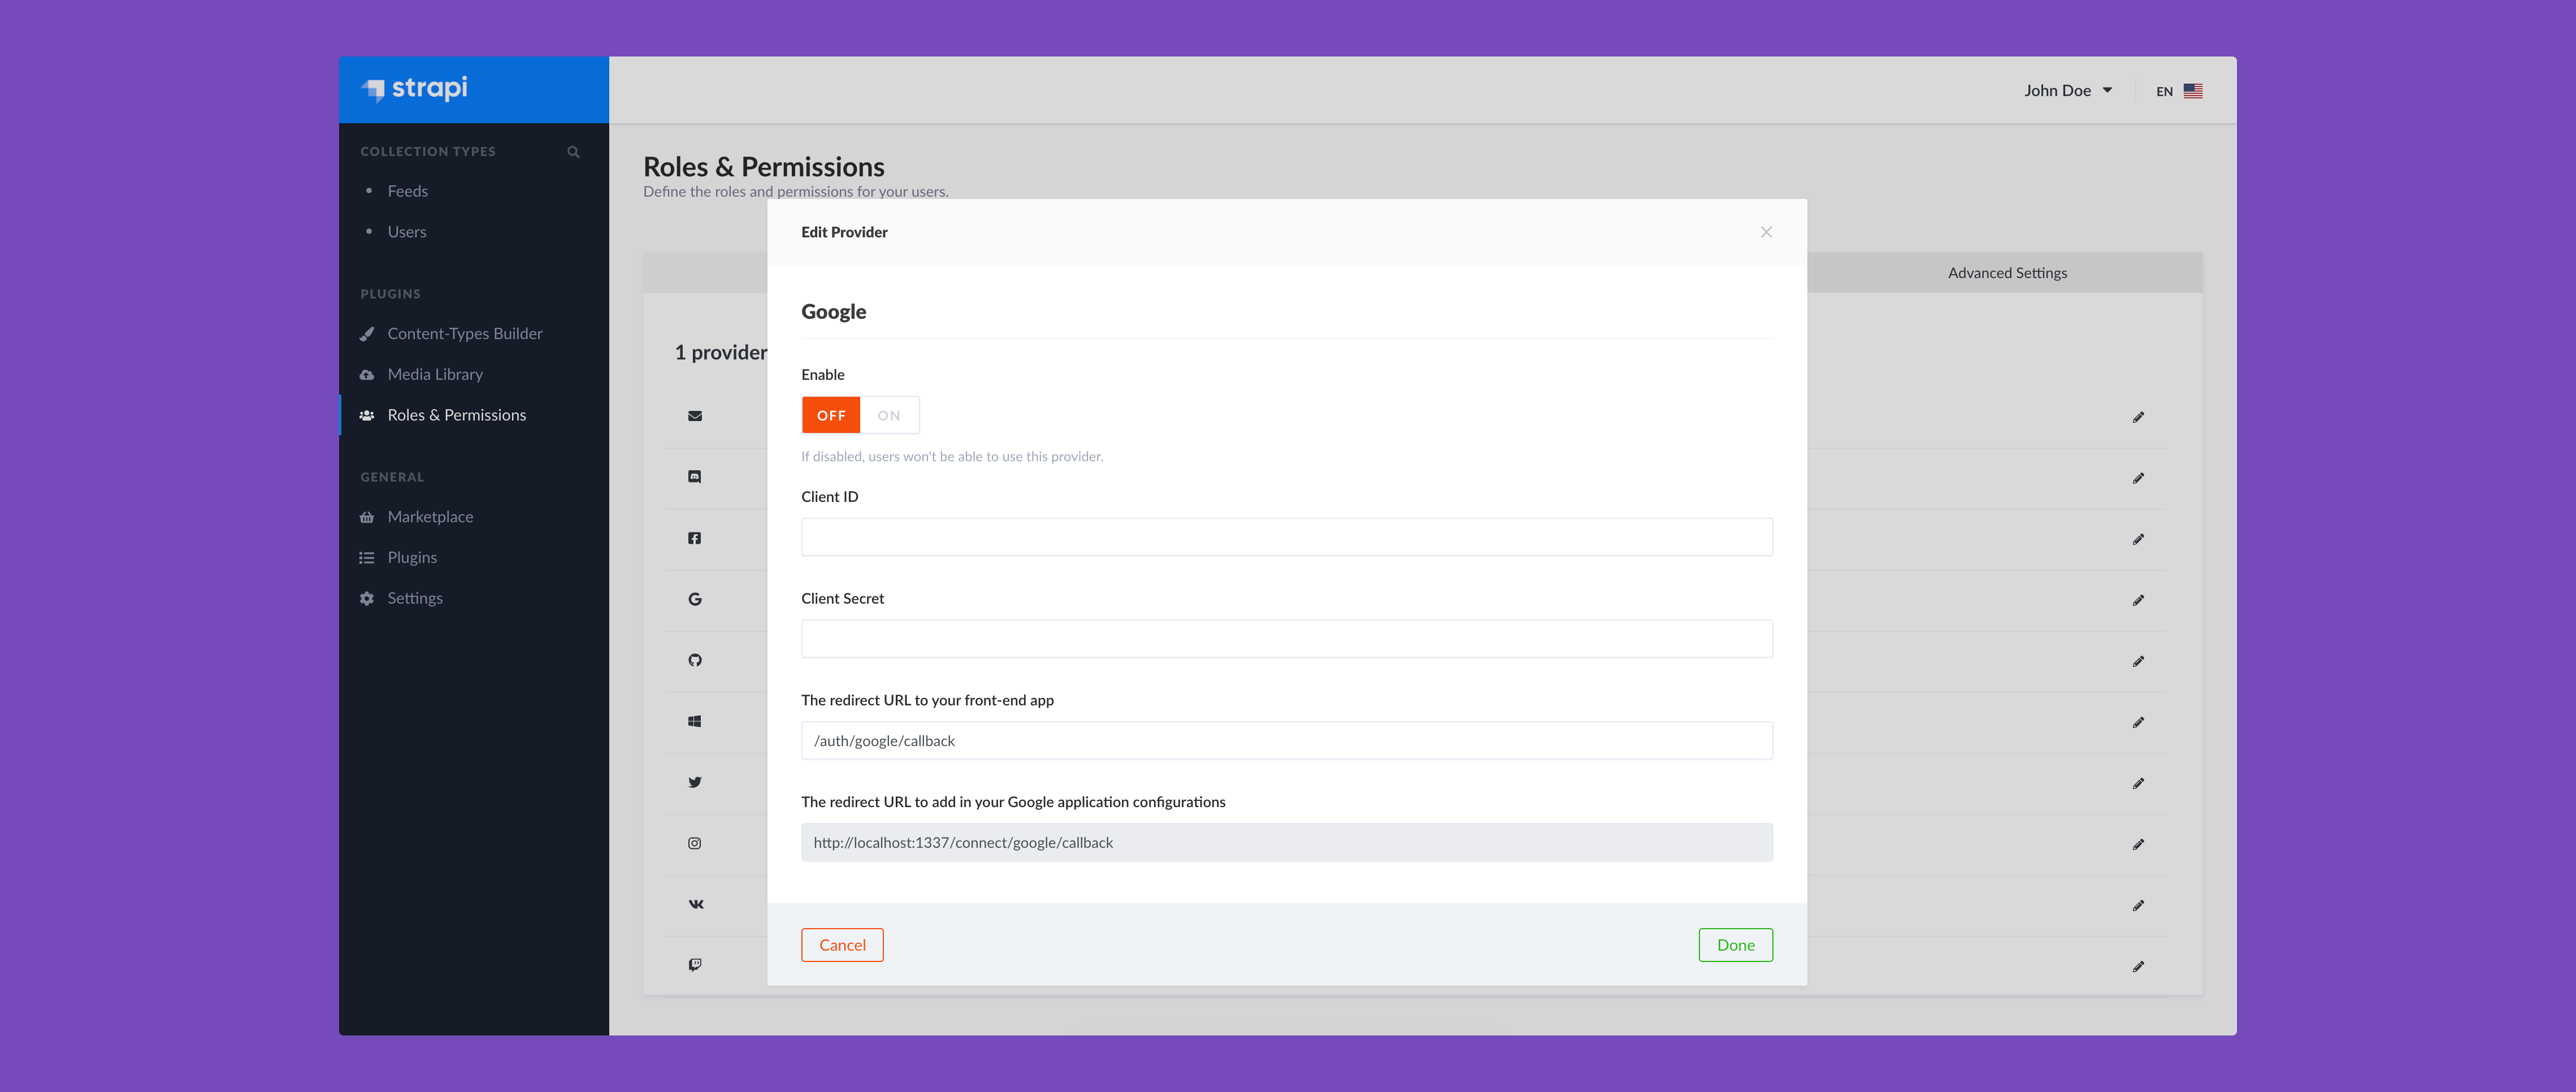 strapi
John Doe
EN
COLLECTION TYPES
Feeds
Users
PLUGINS
Content-Types Builder
Media Library
Roles & Permissions
GENERAL
Marketplace
Plugins
Settings
Roles & Permissions
Define the roles and permissions for your users.
Advanced Settings
1 provider
Edit Provider
Google
Enable
OFF ON
If disabled, users won't be able to use this provider.
Client ID
Client Secret
The redirect URL to your front-end app
/auth/google/callback
The redirect URL to add in your Google application configurations
http://localhost:1337/connect/google/callback
Cancel
Done